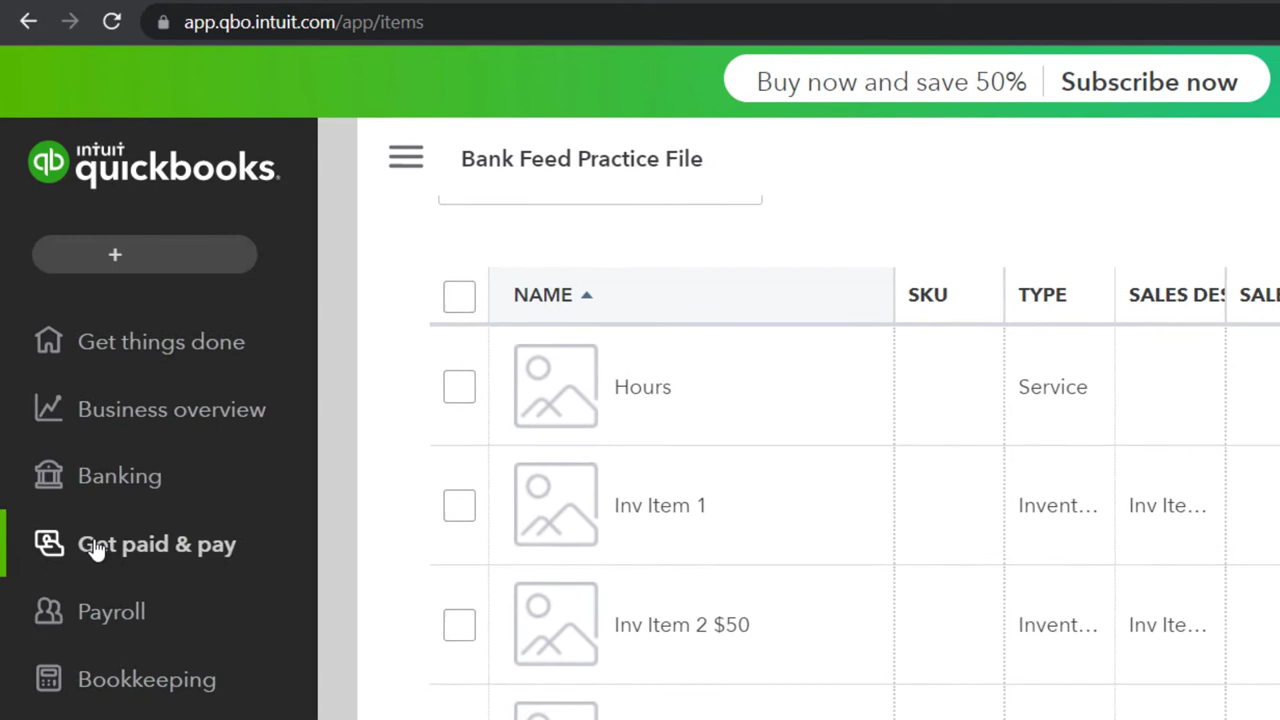 app.qbo.intuit.com/app/items
Buy now and save 50% Subscribe now
qb intuit quickbooks.
Bank Feed Practice File
+
NAME SKU TYPE SALES DES SALE
Get things done
Hours Service
Business overview
Banking
Inv Item 1 Invent... Inv Ite...
Get paid & pay
Payroll
Inv Item 2 $50 Invent... Inv Ite...
Bookkeeping